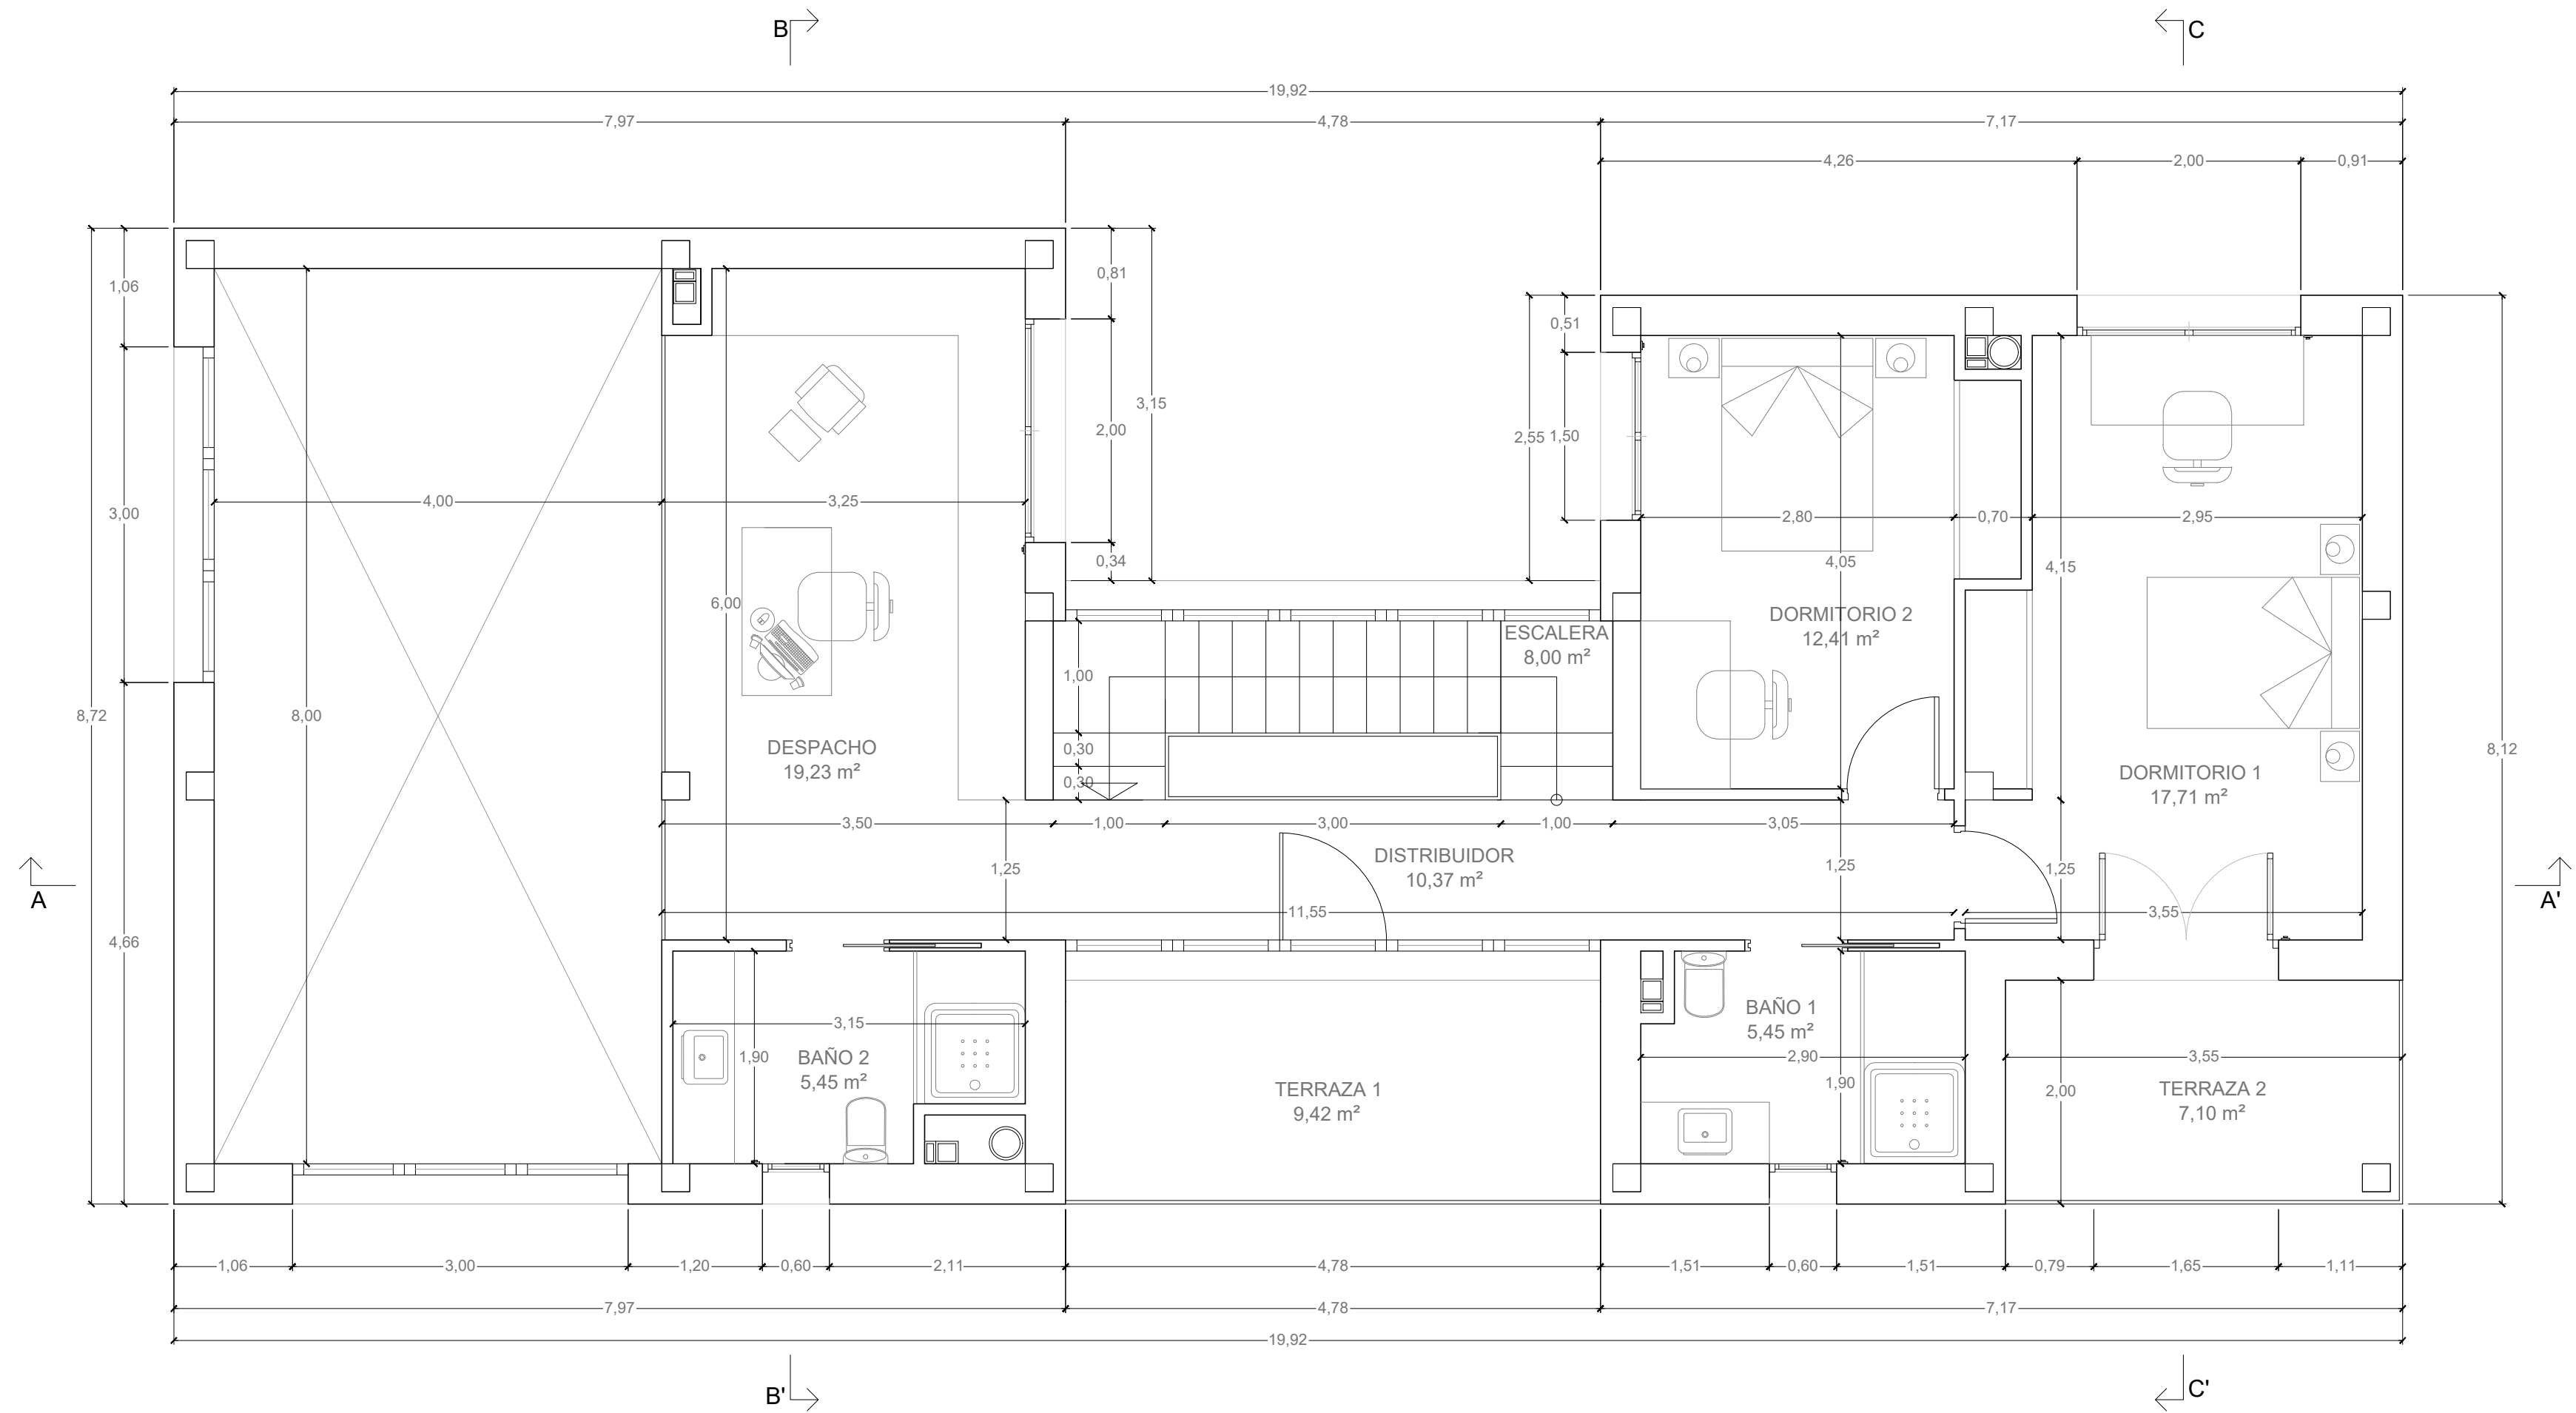 B
C
19,92
7,97
4,78
7,17
4,26
2,00
0,91
1,06
0,81
0,51
3,15
2,00
2,55
1,50
4,00
3,25
3,00
2,80
0,70
2,95
0,34
4,05
4,15
6,00
DORMITORIO 2
12,41 m²
ESCALERA
8,00 m²
1,00
8,72
8,00
DESPACHO
19,23 m²
0,30
0,30
8,12
DORMITORIO 1
17,71 m²
3,50
1,00
3,00
1,00
3,05
DISTRIBUIDOR
10,37 m²
1,25
1,25
1,25
A
A'
11,55
3,55
4,66
BAÑO 1
5,45 m²
3,15
1,90
BAÑO 2
5,45 m²
2,90
3,55
1,90
2,00
TERRAZA 1
9,42 m²
TERRAZA 2
7,10 m²
1,06
3,00
1,20
0,60
2,11
4,78
1,51
0,60
1,51
0,79
1,65
1,11
7,97
4,78
7,17
19,92
B'
C'